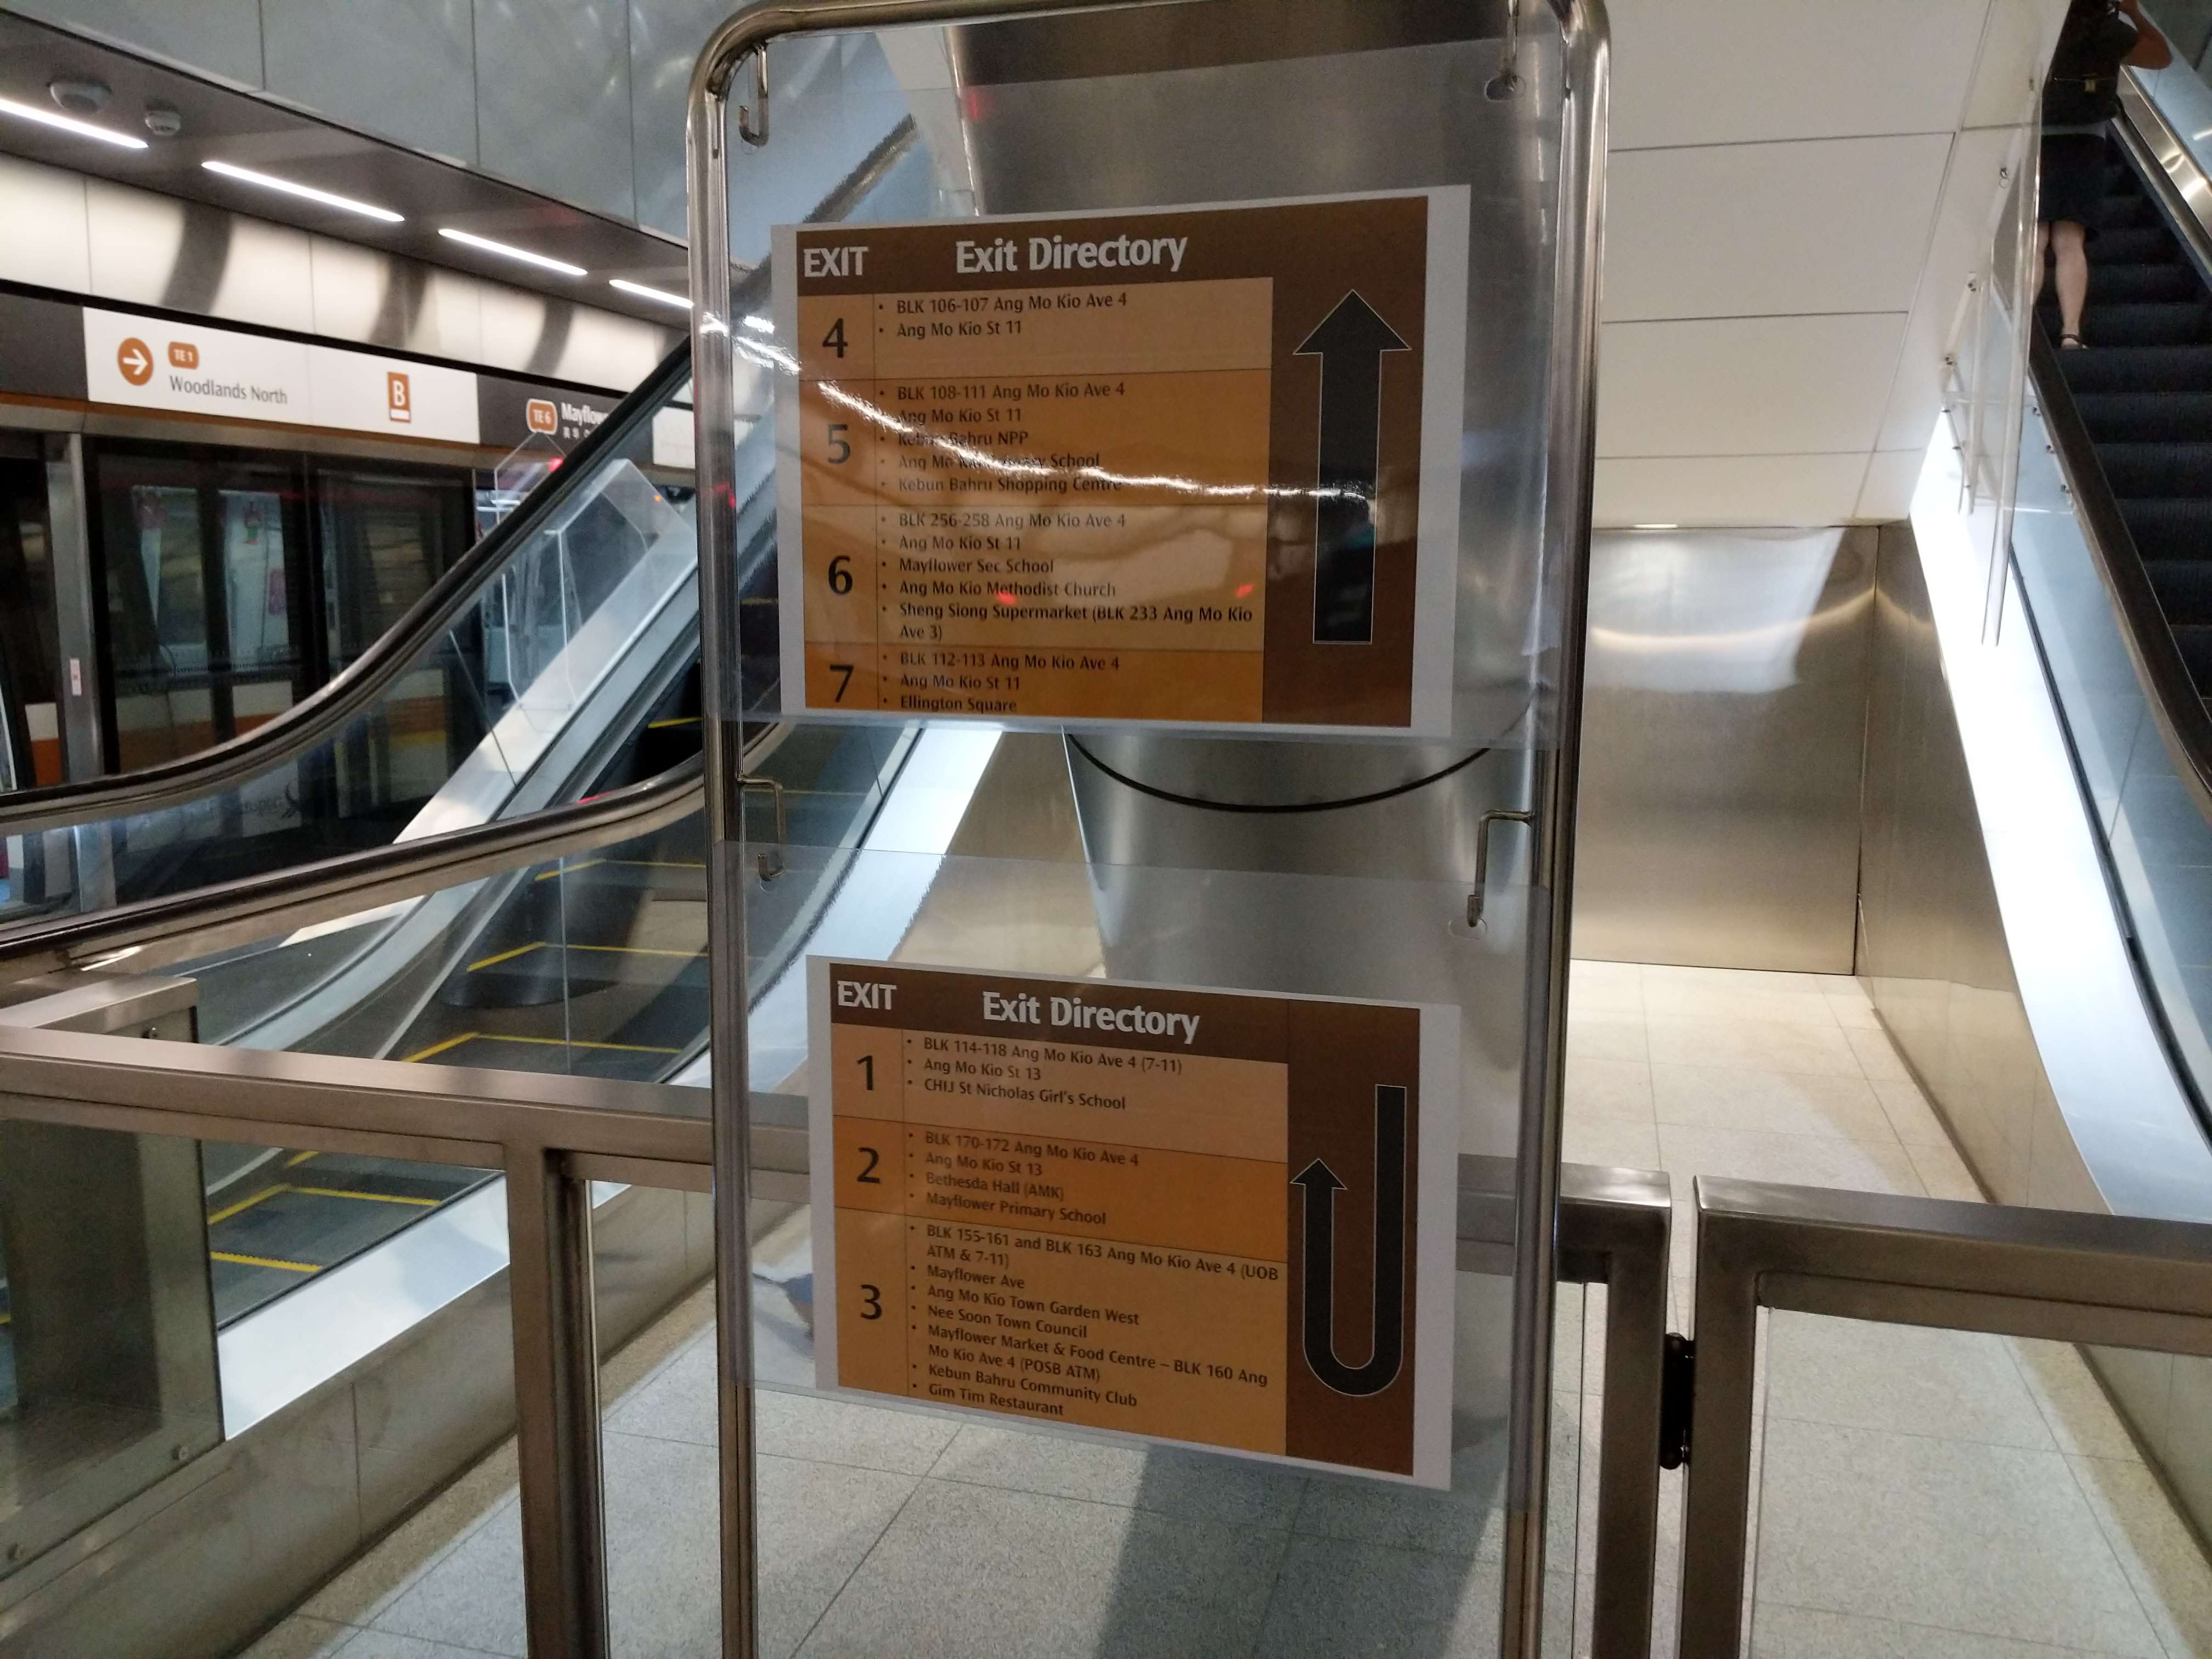 TE 1
Woodlands North
B
TE 6
EXIT Exit Directory
4
• BLK 106-107 Ang Mo Kio Ave 4
• Ang Mo Kio St 11
5
• BLK 108-111 Ang Mo Kio Ave 4
• Ang Mo Kio St 11
• Kebun Bahru NPP
• Ang Mo Kio Primary School
• Kebun Bahru Shopping Centre
6
• BLK 256-258 Ang Mo Kio Ave 4
• Ang Mo Kio St 11
• Mayflower Sec School
• Ang Mo Kio Methodist Church
• Sheng Siong Supermarket (BLK 233 Ang Mo Kio
Ave 3)
7
• BLK 112-113 Ang Mo Kio Ave 4
• Ang Mo Kio St 11
• Ellington Square
EXIT Exit Directory
1
• BLK 114-118 Ang Mo Kio Ave 4 (7-11)
• Ang Mo Kio St 13
• CHIJ St Nicholas Girl's School
2
• BLK 170-172 Ang Mo Kio Ave 4
• Ang Mo Kio St 13
• Bethesda Hall (AMK)
• Mayflower Primary School
3
• BLK 155-161 and BLK 163 Ang Mo Kio Ave 4 (UOB
ATM & 7-11)
• Mayflower Ave
• Ang Mo Kio Town Garden West
• Nee Soon Town Council
• Mayflower Market & Food Centre – BLK 160 Ang
Mo Kio Ave 4 (POSB ATM)
• Kebun Bahru Community Club
• Gim Tim Restaurant